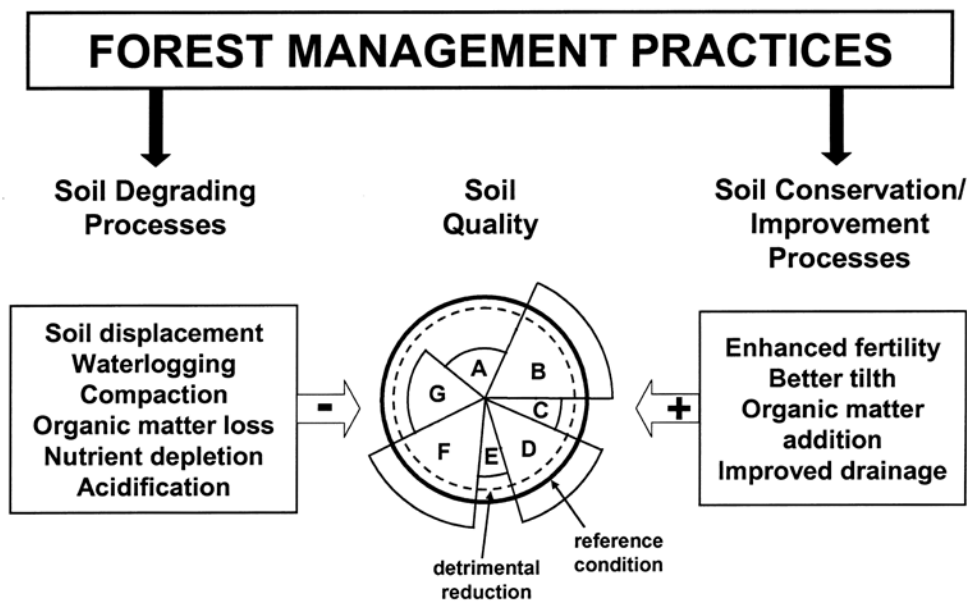 FOREST MANAGEMENT PRACTICES
Soil Degrading
Processes
Soil
Quality
Soil Conservation/
Improvement
Processes
Soil displacement
Waterlogging
Compaction
Organic matter loss
Nutrient depletion
Acidification
-
A
B
C
D
E
F
G
+
Enhanced fertility
Better tilth
Organic matter
addition
Improved drainage
detrimental
reduction
reference
condition